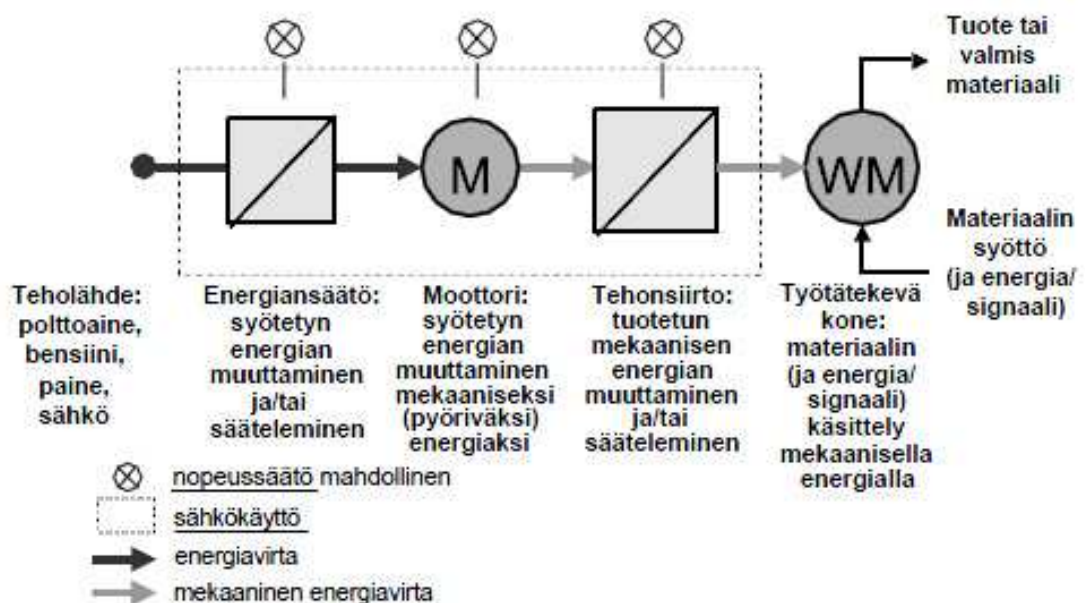 M
WM
Tuote tai
valmis
materiaali
Materiaalin
syöttö
(ja energia/
signaali)
Teholähde:
polttoaine,
bensiini,
paine,
sähkö
Energiansäätö:
syötetyn
energian
muuttaminen
ja/tai
sääteleminen
Moottori:
syötetyn
energian
muuttaminen
mekaaniseksi
(pyöriväksi)
energiaksi
Tehonsiirto:
tuotetun
mekaanisen
energian
muuttaminen
ja/tai
sääteleminen
Työtätekevä
kone:
materiaalin
(ja energia/
signaali)
käsittely
mekaanisella
energialla
nopeussäätö mahdollinen
sähkökäyttö
energiavirta
mekaaninen energiavirta